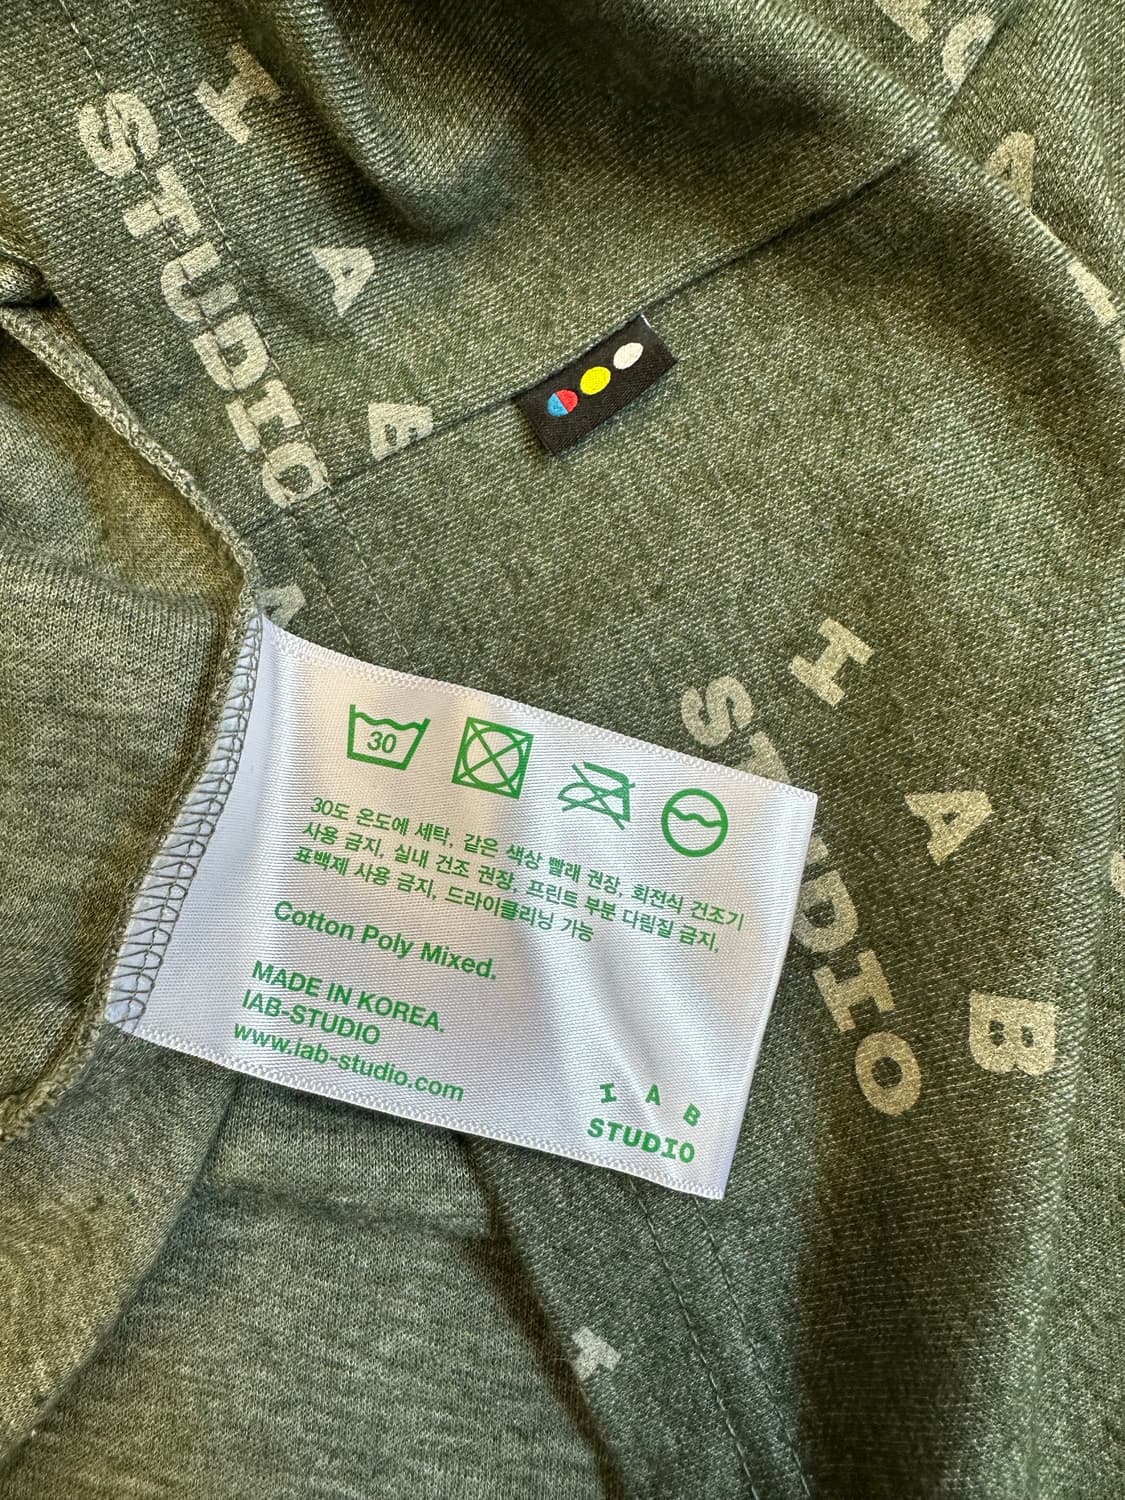 I
STUDIO
A
B
A
I
STUDIO
A
B
30
30도 온도에 세탁, 같은 색상 빨래 권장, 회전식 건조기
사용 금지, 실내 건조 권장, 프린트 부분 다림질 금지,
표백제 사용 금지, 드라이클리닝 가능
Cotton Poly Mixed.
MADE IN KOREA.
IAB-STUDIO
www.iab-studio.com
I A B
STUDIO